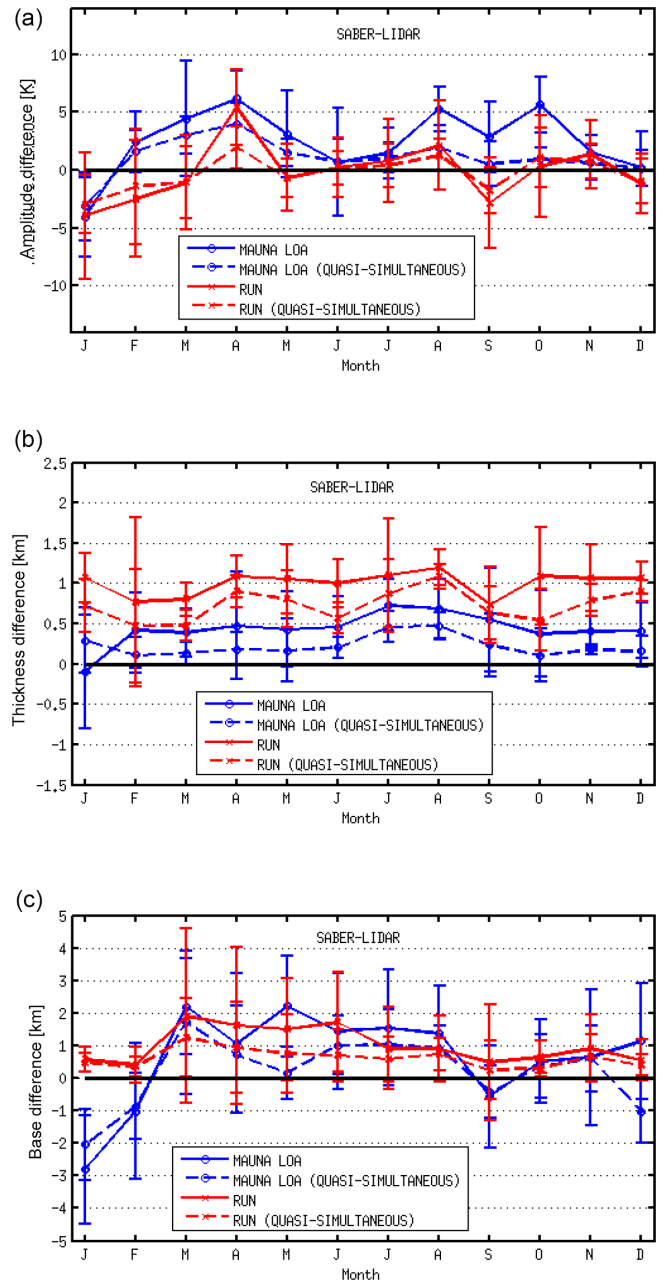 (a)
SABER-LIDAR
10
5
0
-5
-10
Amplitude difference [K]
MAUNA LOA
MAUNA LOA (QUASI-SIMULTANEOUS)
RUN
RUN (QUASI-SIMULTANEOUS)
J F M A M J J A S O N D
Month
(b)
SABER-LIDAR
2.5
2
1.5
1
0.5
0
-0.5
-1
-1.5
Thickness difference [km]
MAUNA LOA
MAUNA LOA (QUASI-SIMULTANEOUS)
RUN
RUN (QUASI-SIMULTANEOUS)
J F M A M J J A S O N D
Month
(c)
SABER-LIDAR
5
4
3
2
1
0
-1
-2
-3
-4
-5
Base difference [km]
MAUNA LOA
MAUNA LOA (QUASI-SIMULTANEOUS)
RUN
RUN (QUASI-SIMULTANEOUS)
J F M A M J J A S O N D
Month